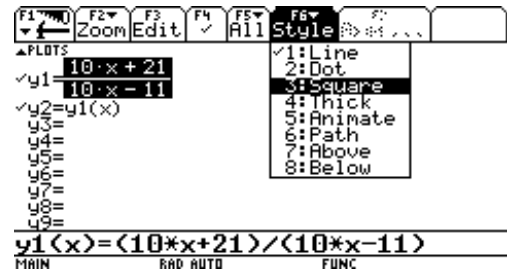 F1 F2 F3 F4 F5 F6 F7
Zoom Edit ✓ All Style
▲PLOTS
✓y1=10·x + 21
10·x - 11
✓y2=y1(x)
y3=
y4=
y5=
y6=
y7=
y8=
y9=
✓1:Line
2:Dot
3:Square
4:Thick
5:Animate
6:Path
7:Above
8:Below
y1(x)=(10*x+21)/(10*x-11)
MAIN RAD AUTO FUNC